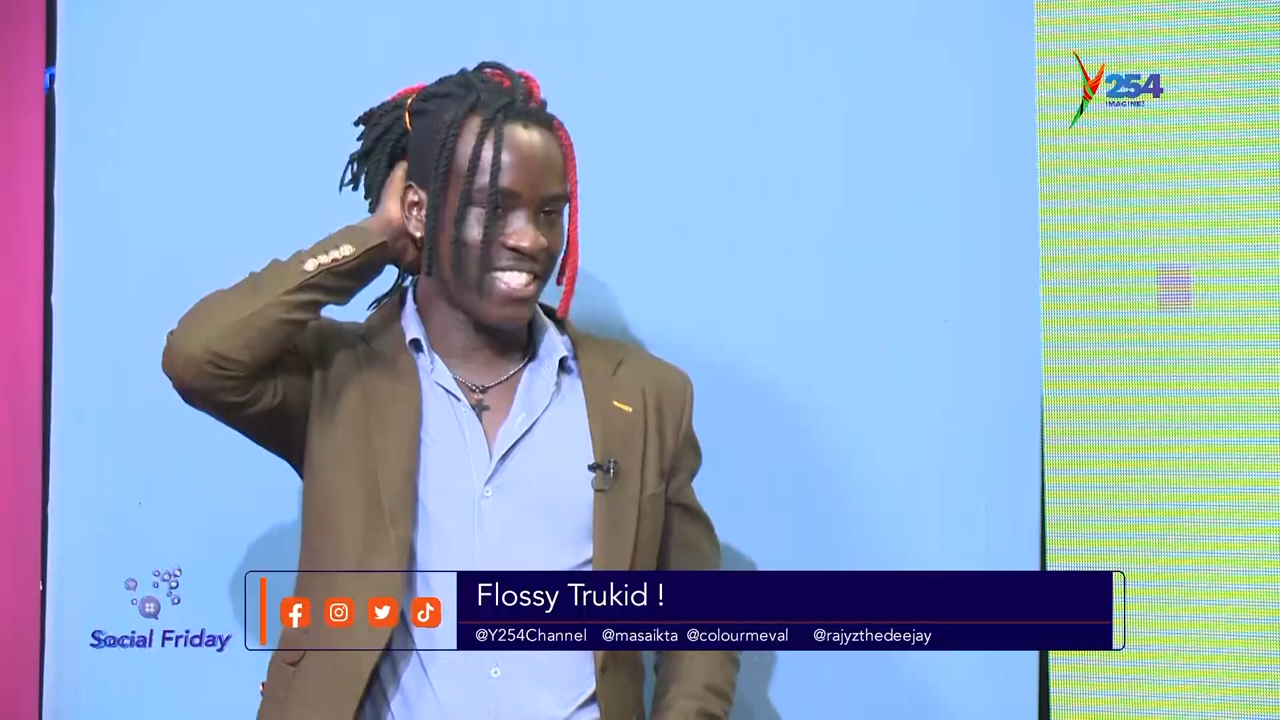 Y254
IMAGINE!
Flossy Trukid !
@Y254Channel @masaikta @colourmeval @rajyzthedeejay
Social Friday